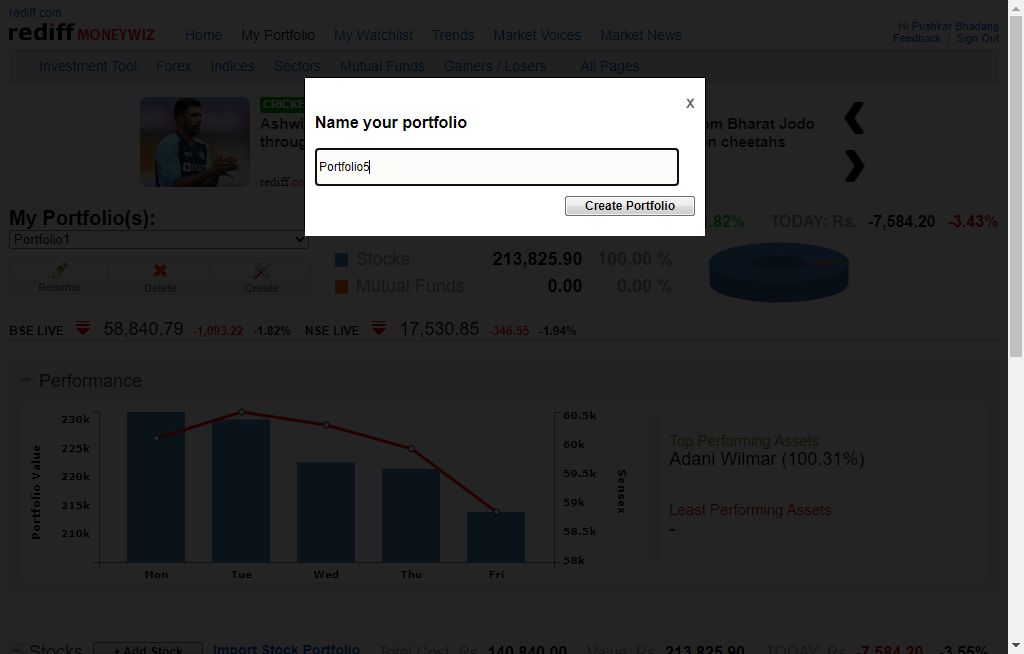 rediff.com
rediff MONEYWIZ
Home My Portfolio My Watchlist Trends Market Voices Market News
Hi Pushkar Bhadang
Feedback | Sign Out
Investment Tool Forex Indices Sectors Mutual Funds Gainers / Losers All Pages
x
Name your portfolio
Portfolio5
Create Portfolio
Bharat Jodo
cheetahs
My Portfolio(s):
Portfolio1
Rename Delete Create
.82% TODAY: Rs. -7,584.20 -3.43%
Stocks 213,825.90 100.00 %
Mutual Funds 0.00 0.00 %
BSE LIVE 58,840.79 -1,093.22 -1.82% NSE LIVE 17,530.85 -346.55 -1.94%
Performance
Portfolio Value
230k
225k
220k
215k
210k
Mon Tue Wed Thu Fri
60.5k
60k
59.5k
59k
58.5k
58k
Sensex
Top Performing Assets
Adani Wilmar (100.31%)
Least Performing Assets
-
Stocks + Add Stock Import Stock Portfolio Total Cost: Rs. 140,840.00 Value: Rs. 213,825.90 TODAY: Rs. -7,584.20 -3.55%